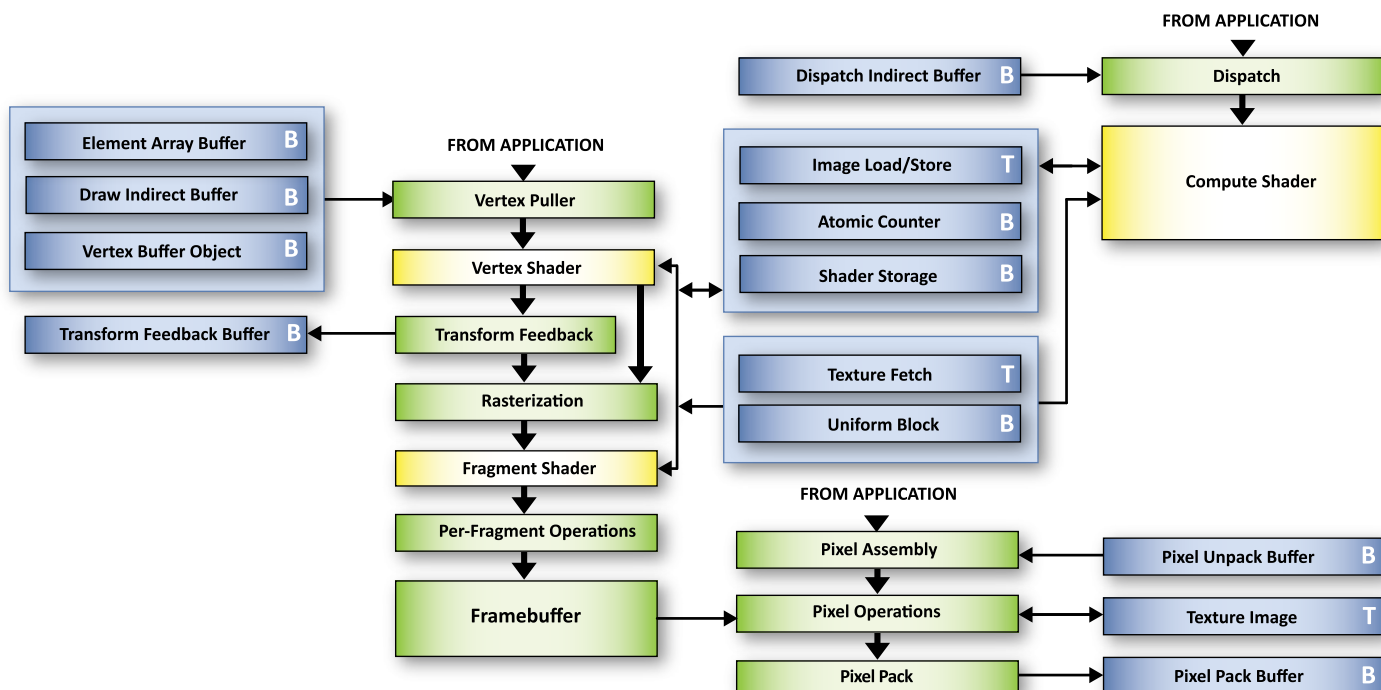 FROM APPLICATION
Dispatch Indirect Buffer B
Dispatch
Element Array Buffer B
Draw Indirect Buffer B
Vertex Buffer Object B
FROM APPLICATION
Vertex Puller
Vertex Shader
Transform Feedback Buffer B
Transform Feedback
Rasterization
Fragment Shader
Per-Fragment Operations
Framebuffer
Image Load/Store T
Atomic Counter B
Shader Storage B
Compute Shader
Texture Fetch T
Uniform Block B
FROM APPLICATION
Pixel Assembly
Pixel Unpack Buffer B
Pixel Operations
Texture Image T
Pixel Pack
Pixel Pack Buffer B